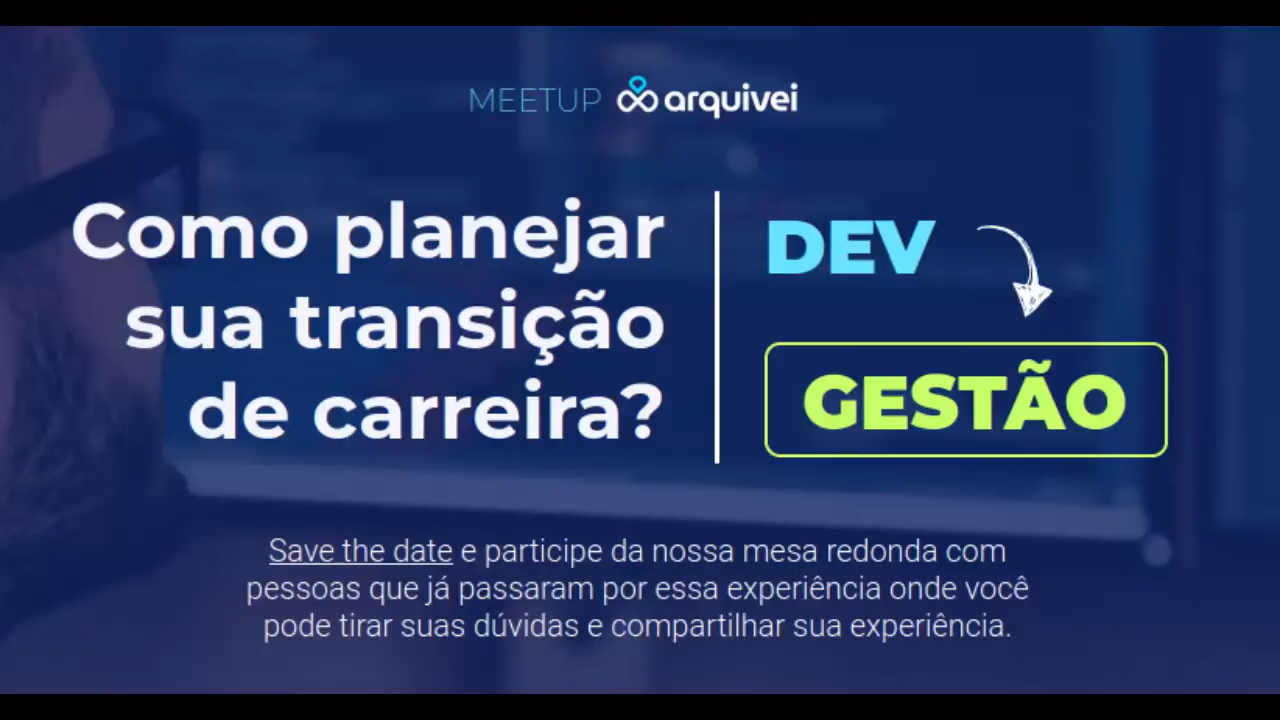 MEETUP arquivei
Como planejar
sua transição
de carreira?
DEV
GESTÃO
Save the date e participe da nossa mesa redonda com
pessoas que já passaram por essa experiência onde você
pode tirar suas dúvidas e compartilhar sua experiência.